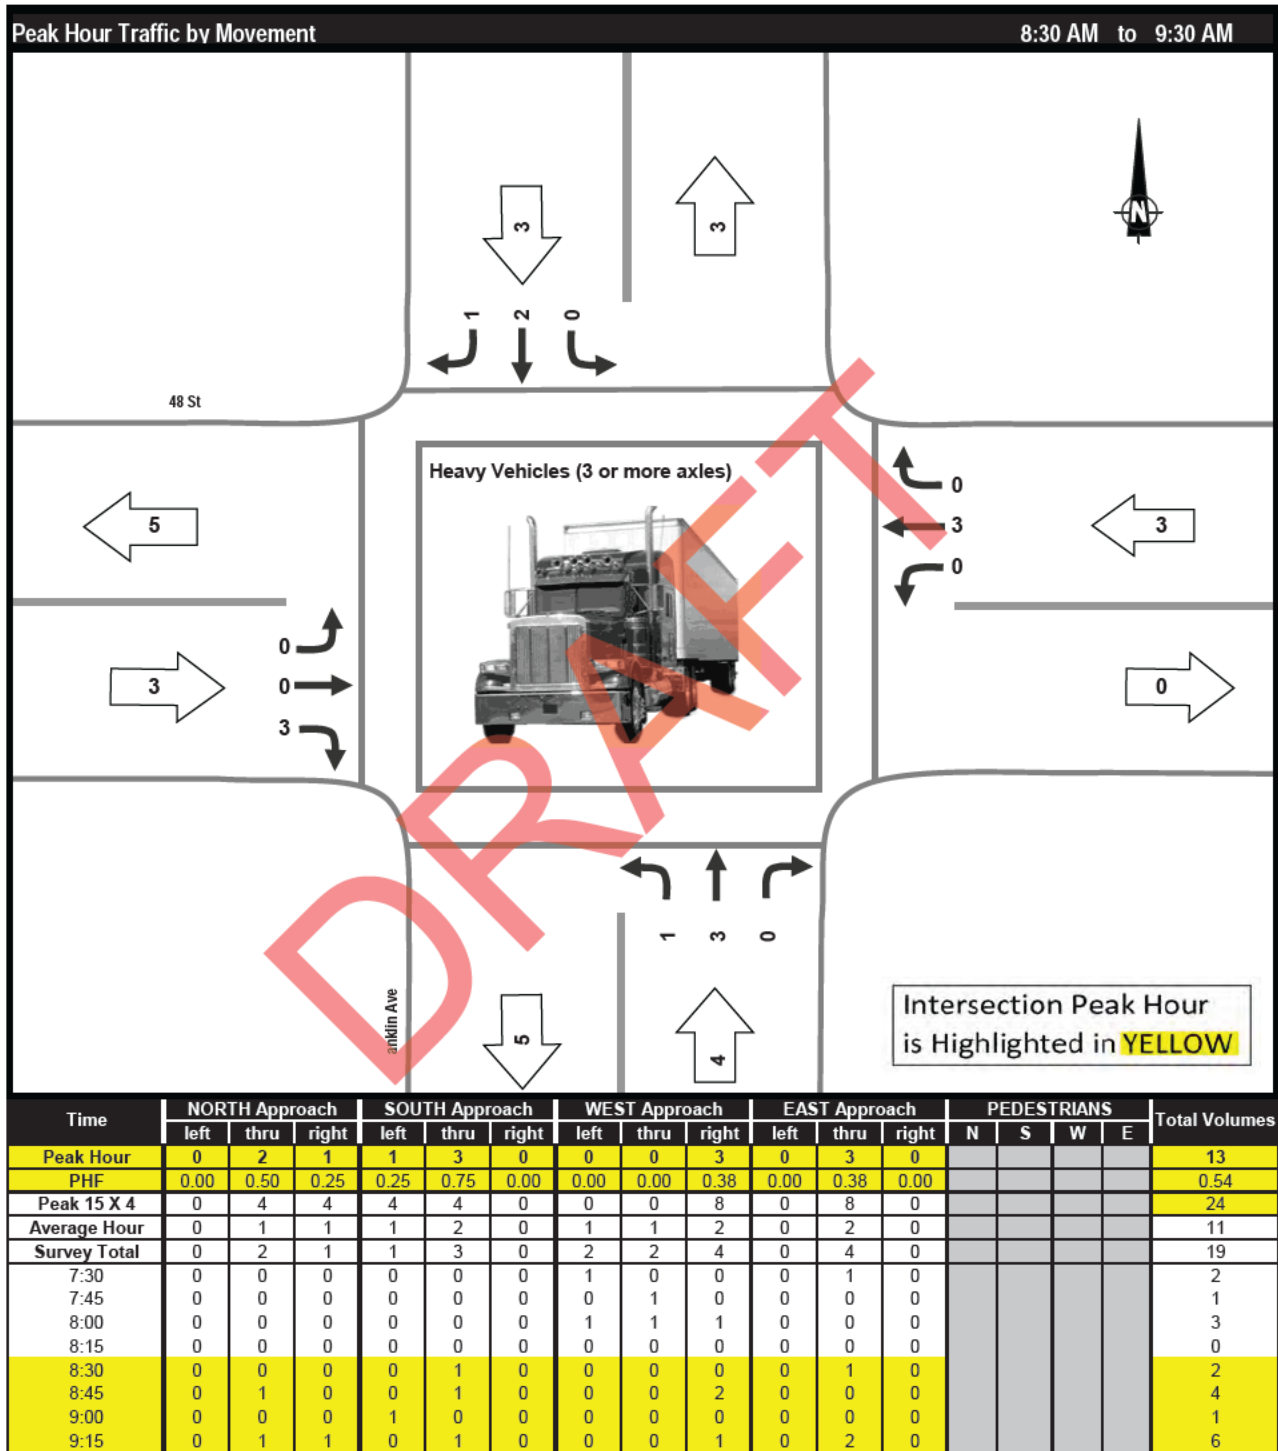 Peak Hour Traffic by Movement 8:30 AM to 9:30 AM
3 3
N
1 2 0
48 St
Heavy Vehicles (3 or more axles)
0
5 3 3
0
0
3 0 0
3
DRAFT
1 3 0
anklin Ave
5 4
Intersection Peak Hour
is Highlighted in YELLOW
Time NORTH Approach SOUTH Approach WEST Approach EAST Approach PEDESTRIANS Total Volumes
left thru right left thru right left thru right left thru right N S W E
Peak Hour 0 2 1 1 3 0 0 0 3 0 3 0 13
PHF 0.00 0.50 0.25 0.25 0.75 0.00 0.00 0.00 0.38 0.00 0.38 0.00 0.54
Peak 15 X 4 0 4 4 4 4 0 0 0 8 0 8 0 24
Average Hour 0 1 1 1 2 0 1 1 2 0 2 0 11
Survey Total 0 2 1 1 3 0 2 2 4 0 4 0 19
7:30 0 0 0 0 0 0 1 0 0 0 1 0 2
7:45 0 0 0 0 0 0 0 1 0 0 0 0 1
8:00 0 0 0 0 0 0 1 1 1 0 0 0 3
8:15 0 0 0 0 0 0 0 0 0 0 0 0 0
8:30 0 0 0 0 1 0 0 0 0 0 1 0 2
8:45 0 1 0 0 1 0 0 0 2 0 0 0 4
9:00 0 0 0 1 0 0 0 0 0 0 0 0 1
9:15 0 1 1 0 1 0 0 0 1 0 2 0 6